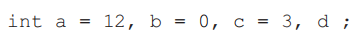 int a = 12, b = 0, c = 3, d ;